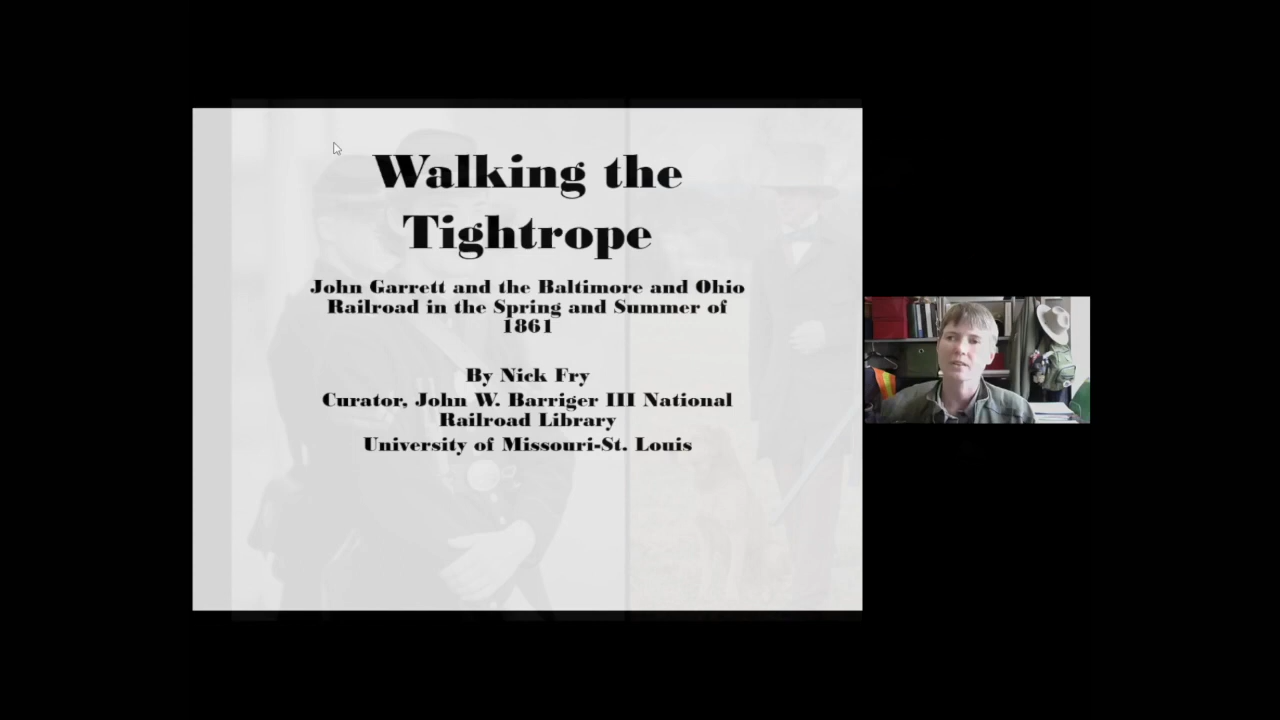 Walking the
Tightrope
John Garrett and the Baltimore and Ohio
Railroad in the Spring and Summer of
1861
By Nick Fry
Curator, John W. Barriger III National
Railroad Library
University of Missouri-St. Louis